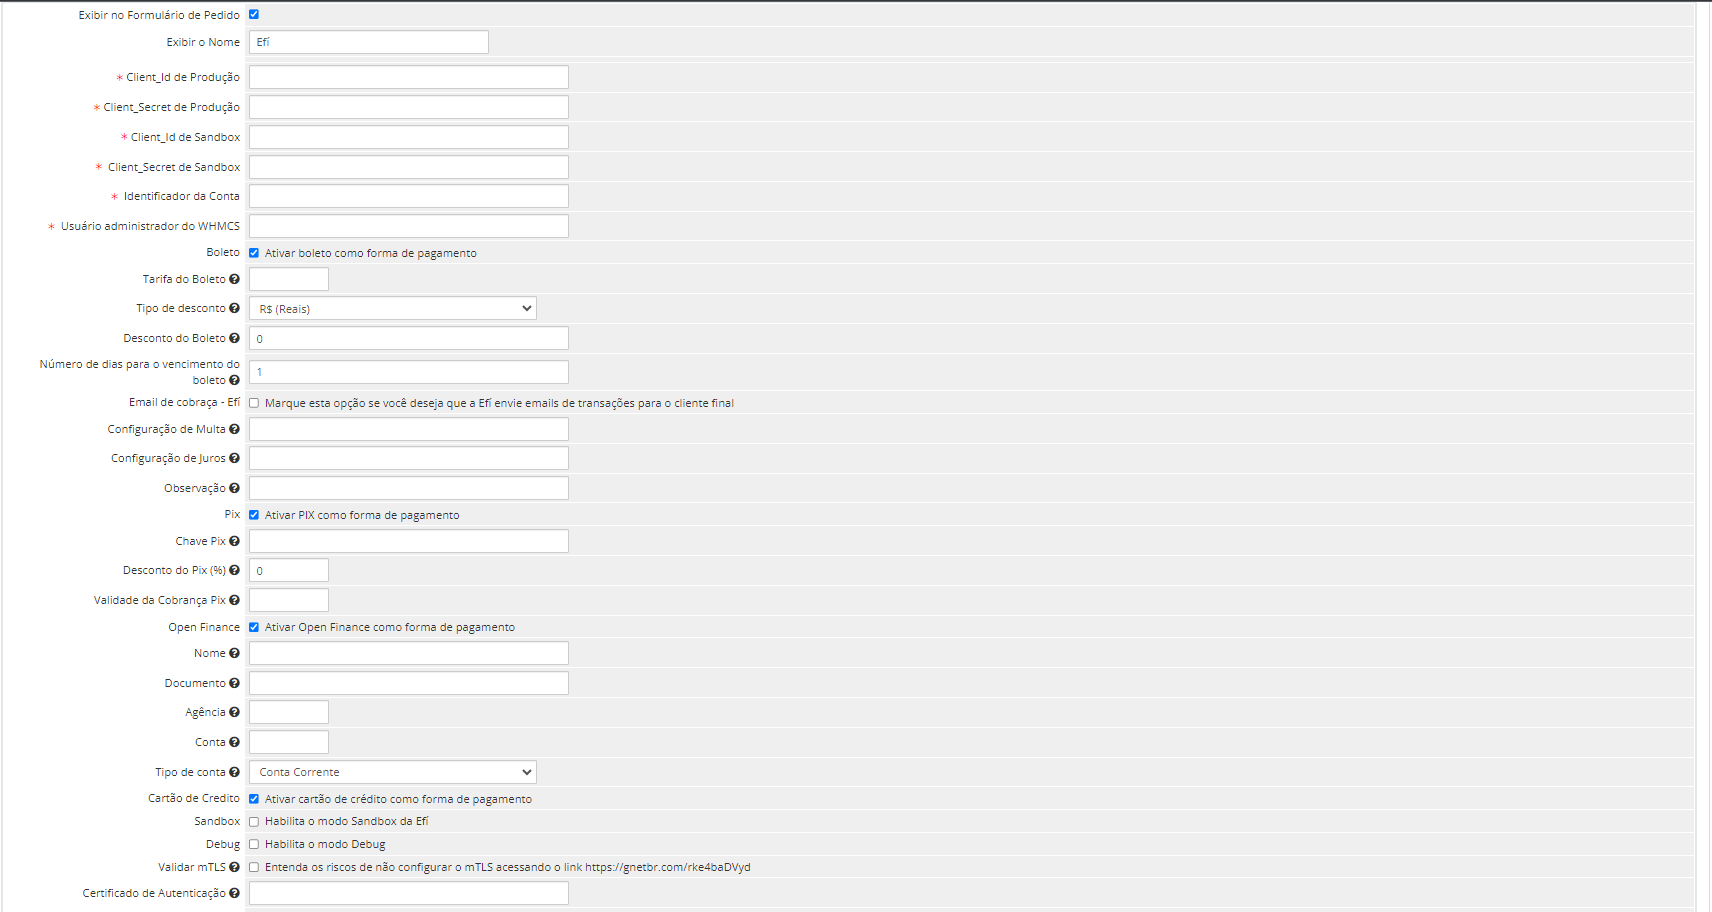 Exibir no Formulário de Pedido
Exibir o Nome Efí
* Client_Id de Produção
* Client_Secret de Produção
* Client_Id de Sandbox
* Client_Secret de Sandbox
* Identificador da Conta
* Usuário administrador do WHMCS
Boleto Ativar boleto como forma de pagamento
Tarifa do Boleto ?
Tipo de desconto ? R$ (Reais)
Desconto do Boleto ? 0
Número de dias para o vencimento do
boleto ? 1
Email de cobraça - Efí Marque esta opção se você deseja que a Efí envie emails de transações para o cliente final
Configuração de Multa ?
Configuração de Juros ?
Observação ?
Pix Ativar PIX como forma de pagamento
Chave Pix ?
Desconto do Pix (%) ? 0
Validade da Cobrança Pix ?
Open Finance Ativar Open Finance como forma de pagamento
Nome ?
Documento ?
Agência ?
Conta ?
Tipo de conta ? Conta Corrente
Cartão de Credito Ativar cartão de crédito como forma de pagamento
Sandbox Habilita o modo Sandbox da Efí
Debug Habilita o modo Debug
Validar mTLS ? Entenda os riscos de não configurar o mTLS acessando o link https://gnetbr.com/rke4baDVyd
Certificado de Autenticação ?